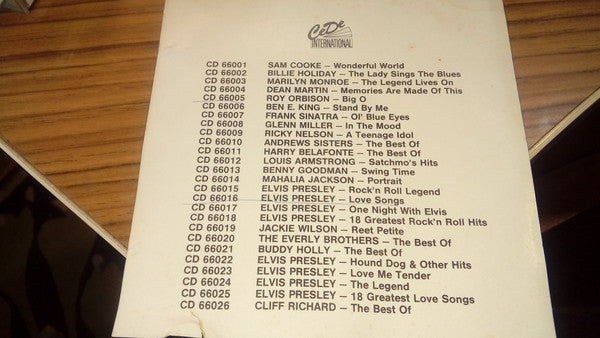 CeDe
INTERNATIONAL
CD 66001 SAM COOKE – Wonderful World
CD 66002 BILLIE HOLIDAY – The Lady Sings The Blues
CD 66003 MARILYN MONROE – The Legend Lives On
CD 66004 DEAN MARTIN – Memories Are Made Of This
CD 66005 ROY ORBISON – Big O
CD 66006 BEN E. KING – Stand By Me
CD 66007 FRANK SINATRA – Ol' Blue Eyes
CD 66008 GLENN MILLER – In The Mood
CD 66009 RICKY NELSON – A Teenage Idol
CD 66010 ANDREWS SISTERS – The Best Of
CD 66011 HARRY BELAFONTE – The Best Of
CD 66012 LOUIS ARMSTRONG – Satchmo's Hits
CD 66013 BENNY GOODMAN – Swing Time
CD 66014 MAHALIA JACKSON – Portrait
CD 66015 ELVIS PRESLEY – Rock'n Roll Legend
CD 66016 ELVIS PRESLEY – Love Songs
CD 66017 ELVIS PRESLEY – One Night With Elvis
CD 66018 ELVIS PRESLEY – 18 Greatest Rock'n Roll Hits
CD 66019 JACKIE WILSON – Reet Petite
CD 66020 THE EVERLY BROTHERS – The Best Of
CD 66021 BUDDY HOLLY – The Best Of
CD 66022 ELVIS PRESLEY – Hound Dog & Other Hits
CD 66023 ELVIS PRESLEY – Love Me Tender
CD 66024 ELVIS PRESLEY – The Legend
CD 66025 ELVIS PRESLEY – 18 Greatest Love Songs
CD 66026 CLIFF RICHARD – The Best Of